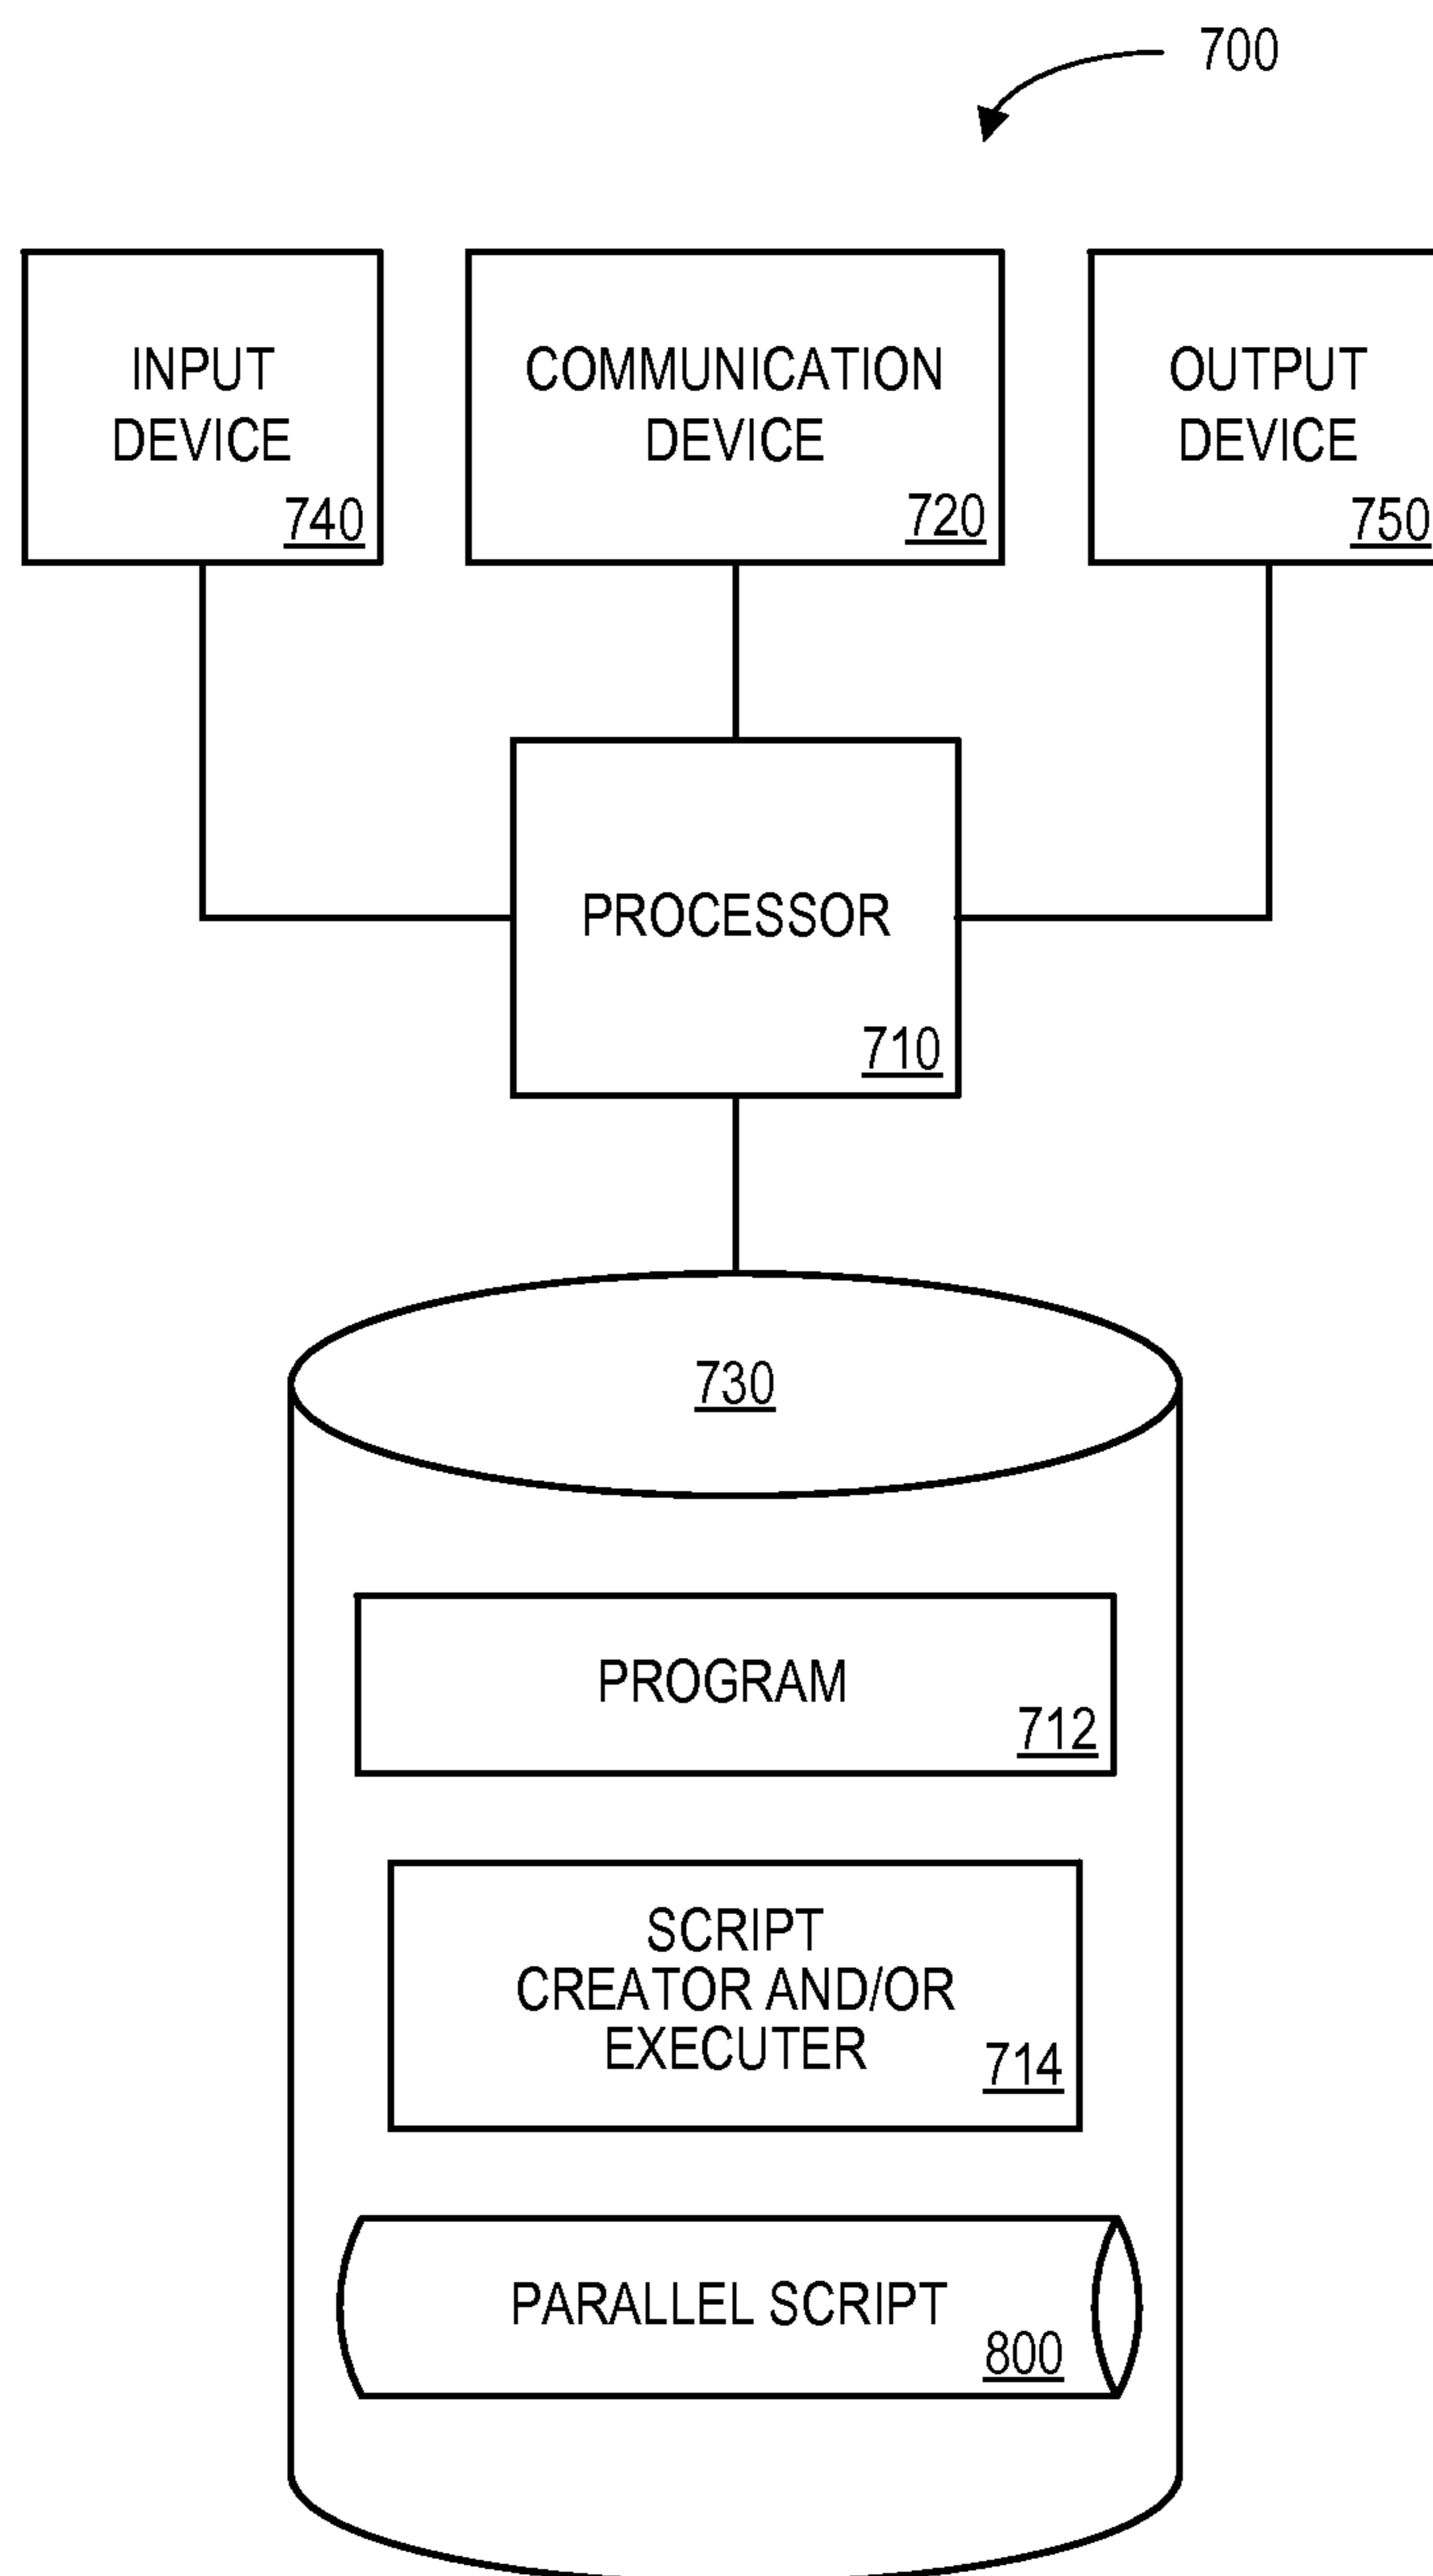 700
INPUT
DEVICE
740
COMMUNICATION
DEVICE
720
OUTPUT
DEVICE
750
PROCESSOR
710
730
PROGRAM
712
SCRIPT
CREATOR AND/OR
EXECUTER
714
PARALLEL SCRIPT
800